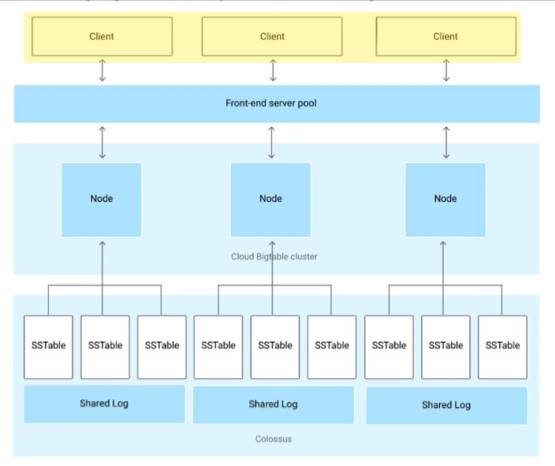 Client Client Client
Front-end server pool
Node Node Node
Cloud Bigtable cluster
SSTable SSTable SSTable SSTable SSTable SSTable SSTable SSTable SSTable
Shared Log Shared Log Shared Log
Colossus